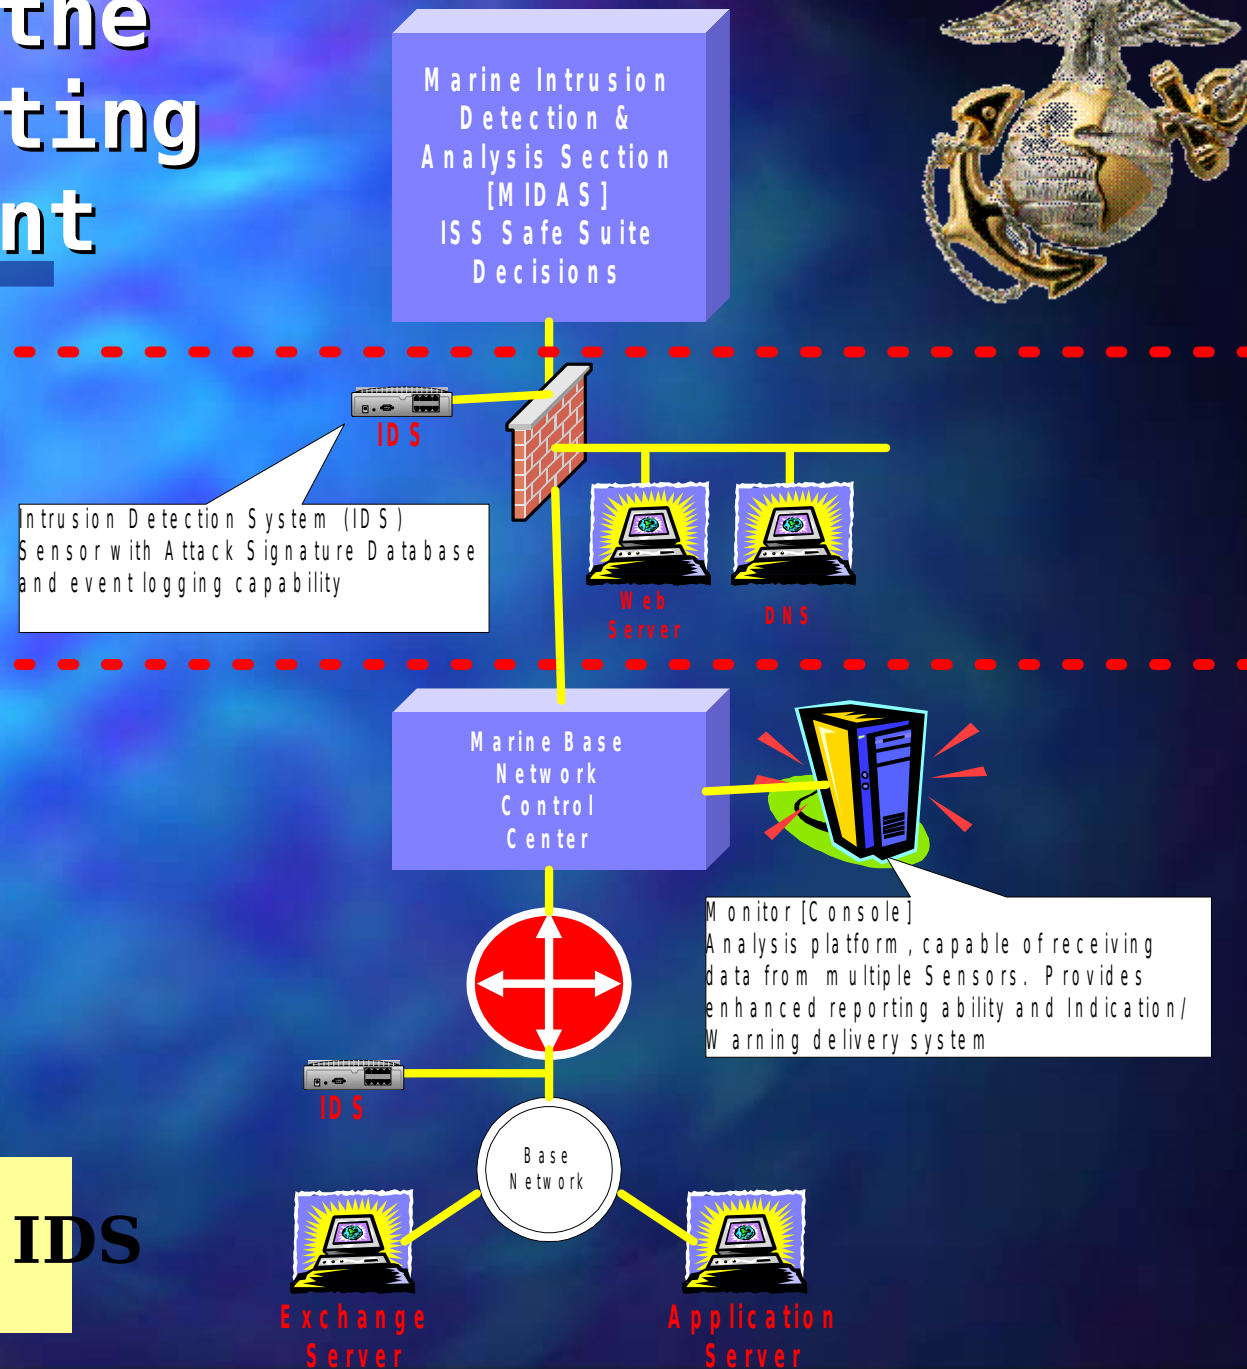 the
ting
nt
Marine Intrusion
Detection &
Analysis Section
[MIDAS]
ISS Safe Suite
Decisions
IDS
Intrusion Detection System (IDS)
Sensor with Attack Signature Database
and event logging capability
Web
Server
DNS
Marine Base
Network
Control
Center
Monitor [Console]
Analysis platform, capable of receiving
data from multiple Sensors. Provides
enhanced reporting ability and Indication/
Warning delivery system
IDS
Base
Network
IDS
Exchange
Server
Application
Server